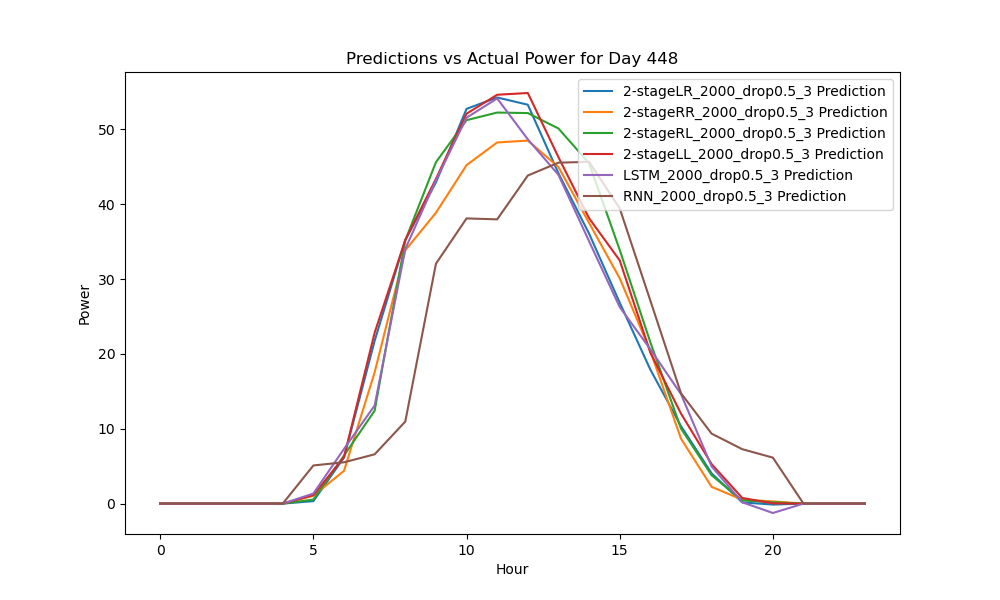 Predictions vs Actual Power for Day 448
2-stageLR_2000_drop0.5_3 Prediction
2-stageRR_2000_drop0.5_3 Prediction
2-stageRL_2000_drop0.5_3 Prediction
2-stageLL_2000_drop0.5_3 Prediction
LSTM_2000_drop0.5_3 Prediction
RNN_2000_drop0.5_3 Prediction
50
40
30
20
10
0
Power
0 5 10 15 20
Hour